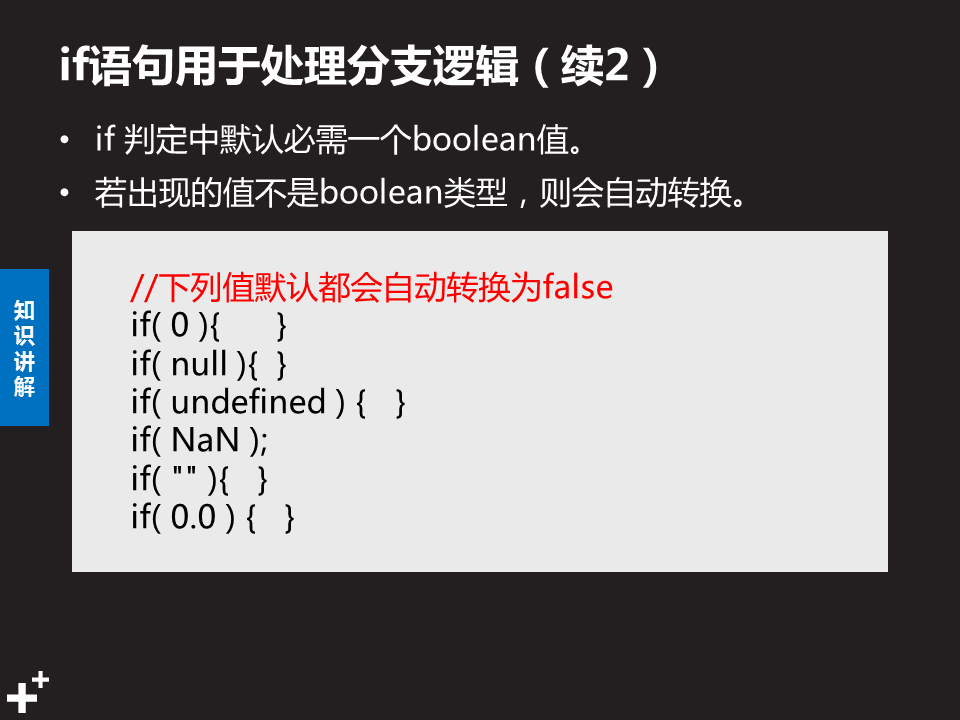 if语句用于处理分支逻辑（续2）
• if 判定中默认必需一个boolean值。
• 若出现的值不是boolean类型，则会自动转换。
知识讲解
//下列值默认都会自动转换为false
if( 0 ){      }
if( null ){  }
if( undefined ) {   }
if( NaN );
if( "" ){   }
if( 0.0 ) {   }